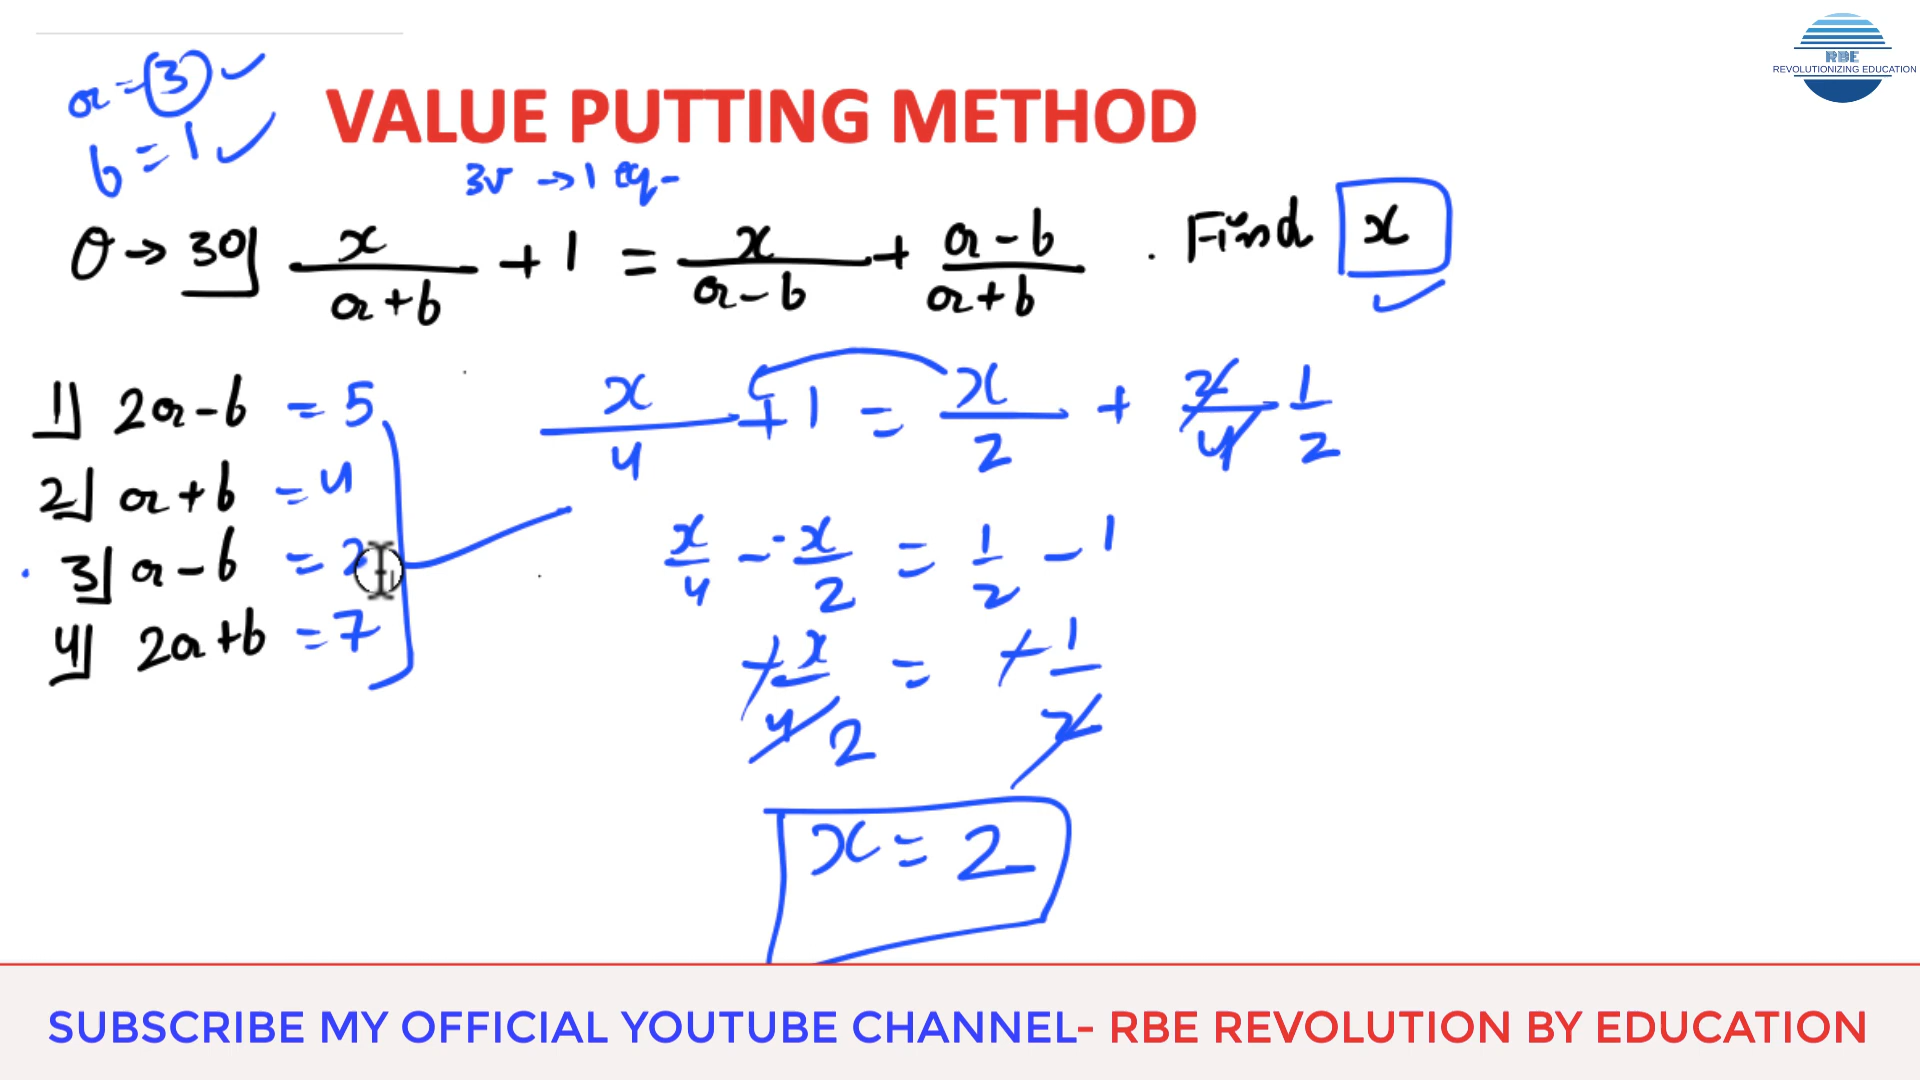 RBE
REVOLUTIONIZING EDUCATION
a = 3
b = 1
VALUE PUTTING METHOD
3v → 1 eq-
Q → 30] x/(a+b) + 1 = x/(a-b) + (a-b)/(a+b) . Find x
1] 2a-b = 5
2] a+b = 4
3] a-b = 2
4] 2a+b = 7
x/4 + 1 = x/2 + 2/4 1/2
x/4 - x/2 = 1/2 - 1
-x/4 2 = -1/2
x = 2
SUBSCRIBE MY OFFICIAL YOUTUBE CHANNEL- RBE REVOLUTION BY EDUCATION